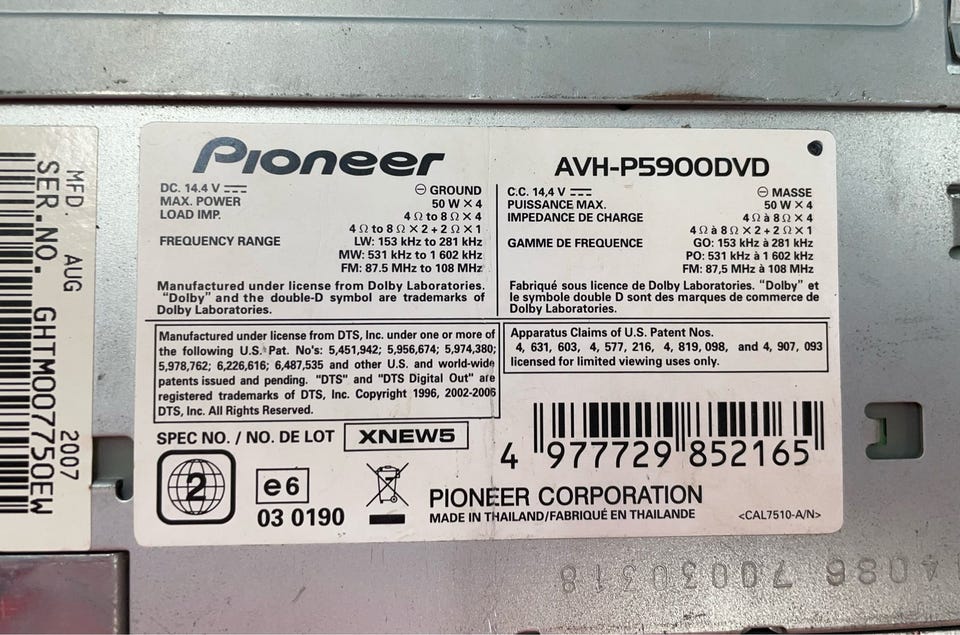 MFD. AUG 2007
SER.NO. GHTM007750EW
Pioneer
AVH-P5900DVD
DC. 14.4 V ⊖ GROUND
MAX. POWER 50 W × 4
LOAD IMP. 4 Ω to 8 Ω × 4
4 Ω to 8 Ω × 2 + 2 Ω × 1
FREQUENCY RANGE LW: 153 kHz to 281 kHz
MW: 531 kHz to 1 602 kHz
FM: 87.5 MHz to 108 MHz
Manufactured under license from Dolby Laboratories.
"Dolby" and the double-D symbol are trademarks of
Dolby Laboratories.
C.C. 14,4 V ⊖ MASSE
PUISSANCE MAX. 50 W × 4
IMPEDANCE DE CHARGE 4 Ω à 8 Ω × 4
4 Ω à 8 Ω × 2 + 2 Ω × 1
GAMME DE FREQUENCE GO: 153 kHz à 281 kHz
PO: 531 kHz à 1 602 kHz
FM: 87,5 MHz à 108 MHz
Fabriqué sous licence de Dolby Laboratories. "Dolby" et
le symbole double D sont des marques de commerce de
Dolby Laboratories.
Manufactured under license from DTS, Inc. under one or more of
the following U.S. Pat. No's: 5,451,942; 5,956,674; 5,974,380;
5,978,762; 6,226,616; 6,487,535 and other U.S. and world-wide
patents issued and pending. "DTS" and "DTS Digital Out" are
registered trademarks of DTS, Inc. Copyright 1996, 2002-2006
DTS, Inc. All Rights Reserved.
Apparatus Claims of U.S. Patent Nos.
4, 631, 603, 4, 577, 216, 4, 819, 098, and 4, 907, 093
licensed for limited viewing uses only.
SPEC NO. / NO. DE LOT XNEW5
4 977729 852165
2
e6
03 0190
PIONEER CORPORATION
MADE IN THAILAND/FABRIQUÉ EN THAILANDE
<CAL7510-A/N>